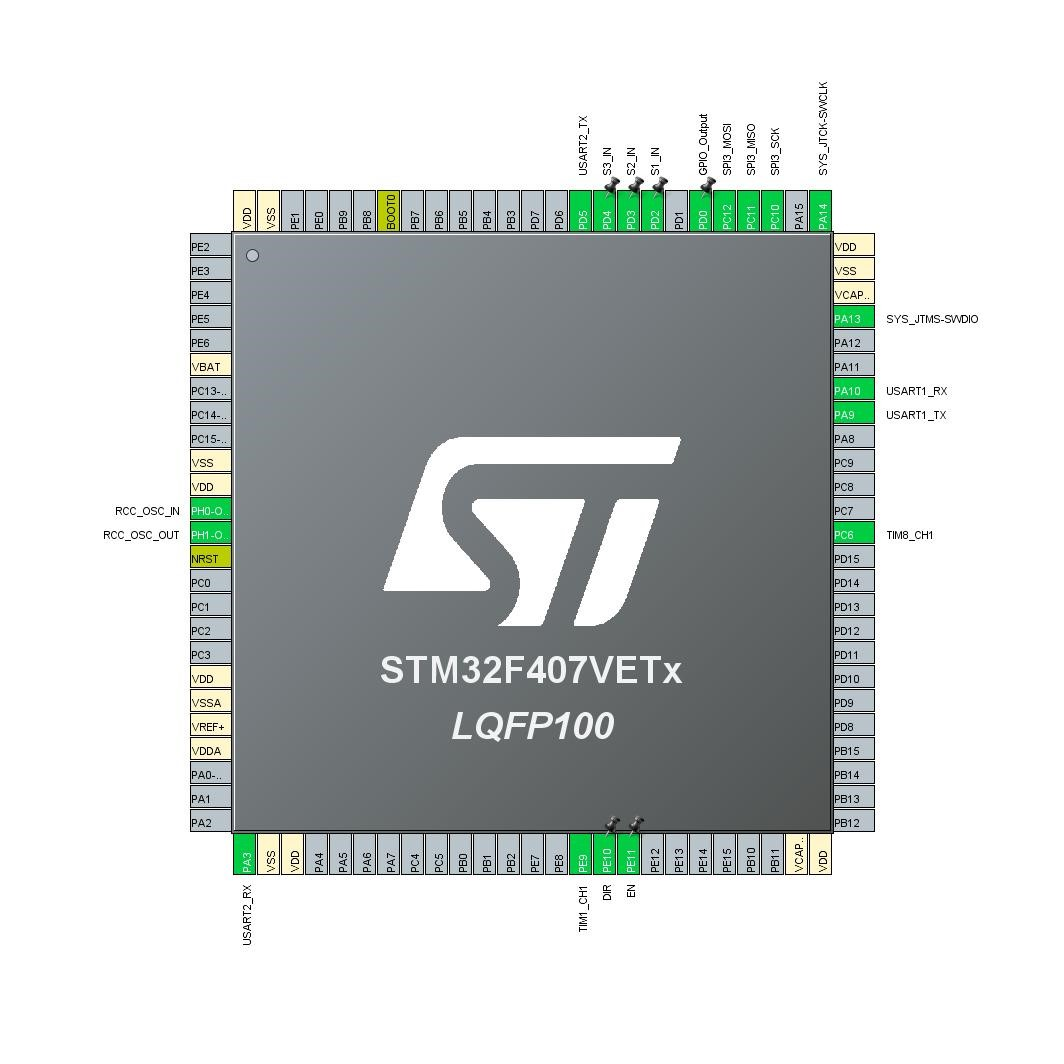 USART2_TX
S3_IN
S2_IN
S1_IN
GPIO_Output
SPI3_MOSI
SPI3_MISO
SPI3_SCK
SYS_JTCK-SWCLK
VDD
VSS
PE1
PE0
PB9
PB8
BOOT0
PB7
PB6
PB5
PB4
PB3
PD7
PD6
PD5
PD4
PD3
PD2
PD1
PD0
PC12
PC11
PC10
PA15
PA14
PE2
PE3
PE4
PE5
PE6
VBAT
PC13-..
PC14-..
PC15-..
VSS
VDD
RCC_OSC_IN PH0-O..
RCC_OSC_OUT PH1-O..
NRST
PC0
PC1
PC2
PC3
VDD
VSSA
VREF+
VDDA
PA0-..
PA1
PA2
VDD
VSS
VCAP..
PA13 SYS_JTMS-SWDIO
PA12
PA11
PA10 USART1_RX
PA9 USART1_TX
PA8
PC9
PC8
PC7
PC6 TIM8_CH1
PD15
PD14
PD13
PD12
PD11
PD10
PD9
PD8
PB15
PB14
PB13
PB12
ST
STM32F407VETx
LQFP100
PA3
VSS
VDD
PA4
PA5
PA6
PA7
PC4
PC5
PB0
PB1
PB2
PE7
PE8
PE9
PE10
PE11
PE12
PE13
PE14
PE15
PB10
PB11
VCAP..
VDD
USART2_RX
TIM1_CH1
DIR
EN